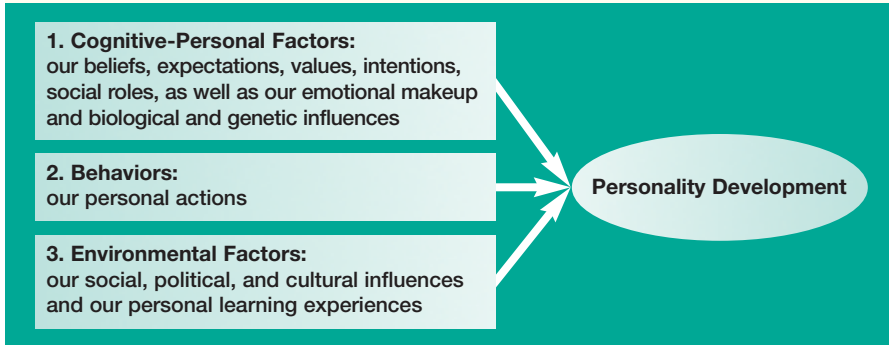 1. Cognitive-Personal Factors:
our beliefs, expectations, values, intentions,
social roles, as well as our emotional makeup
and biological and genetic influences
2. Behaviors:
our personal actions
3. Environmental Factors:
our social, political, and cultural influences
and our personal learning experiences
Personality Development